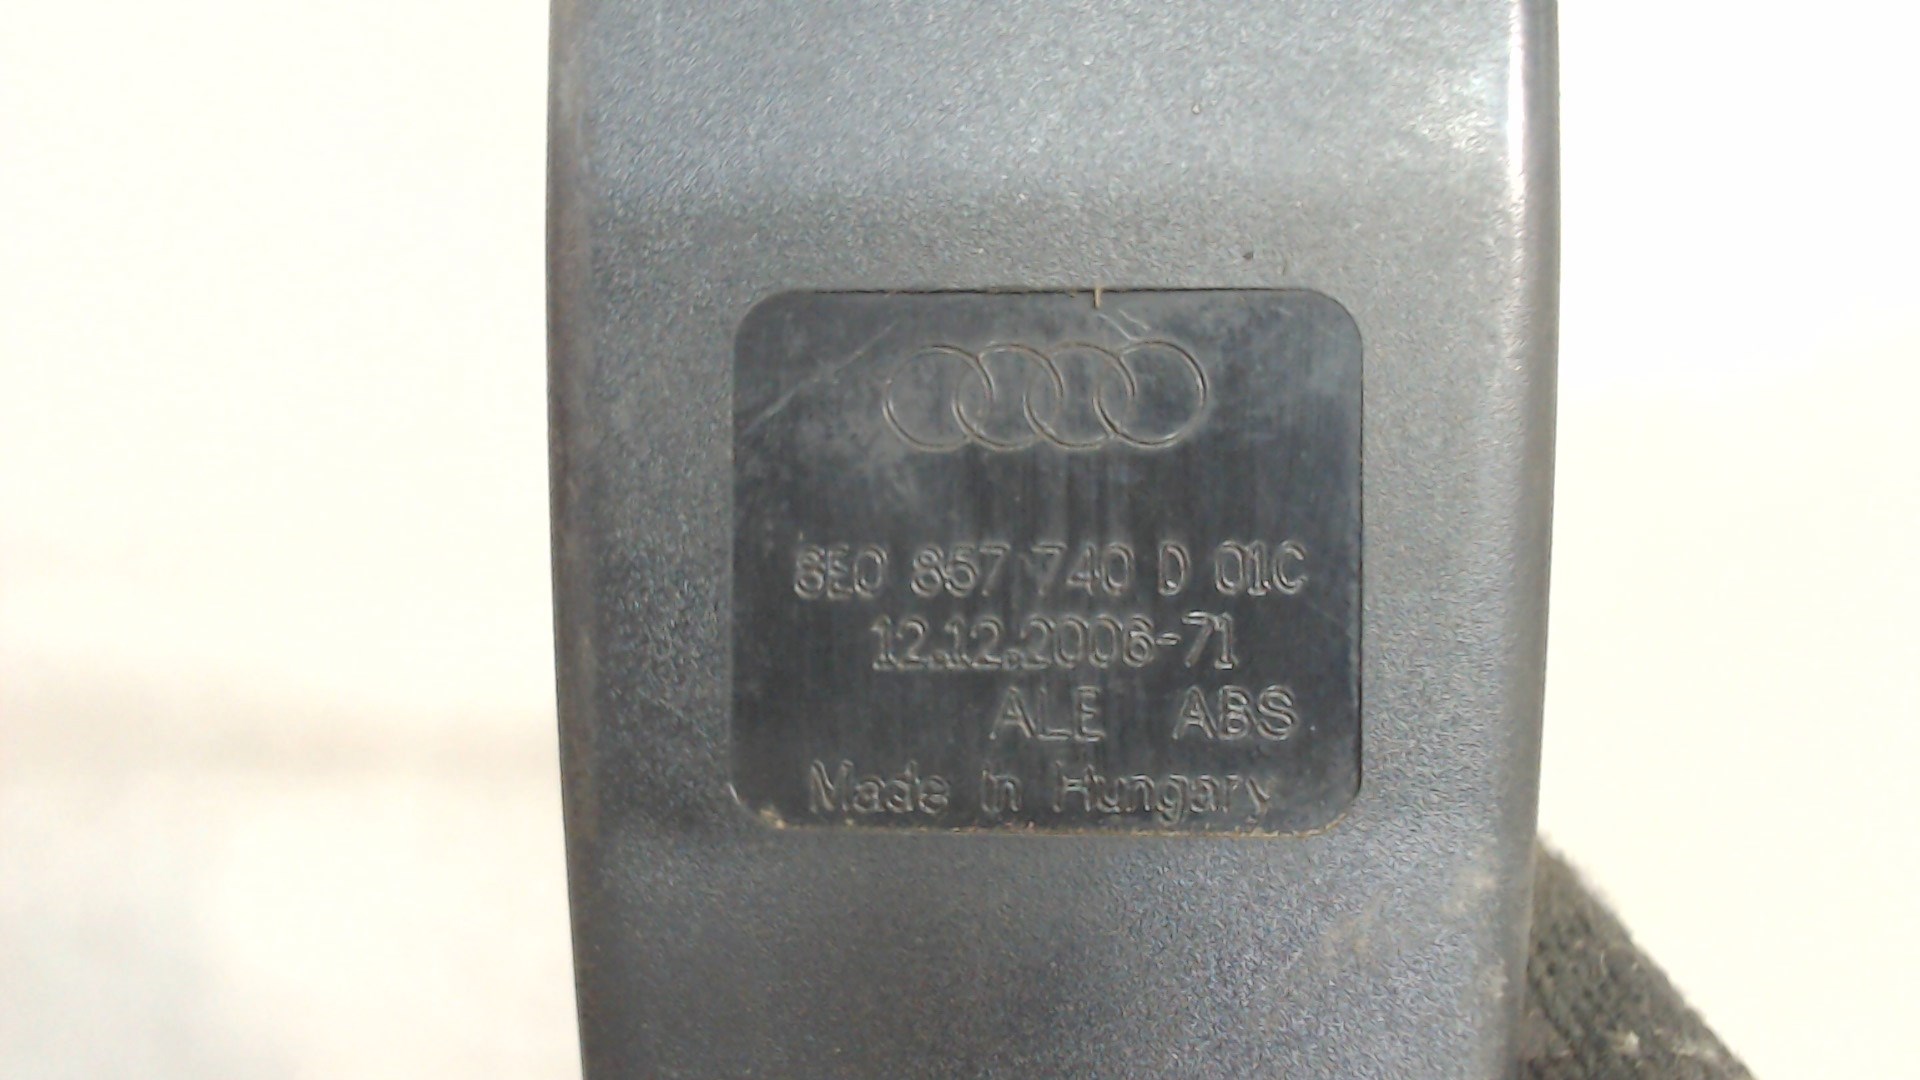 8E0 857 740 D 01C
12.12.2006-71
ALE ABS
Made in Hungary